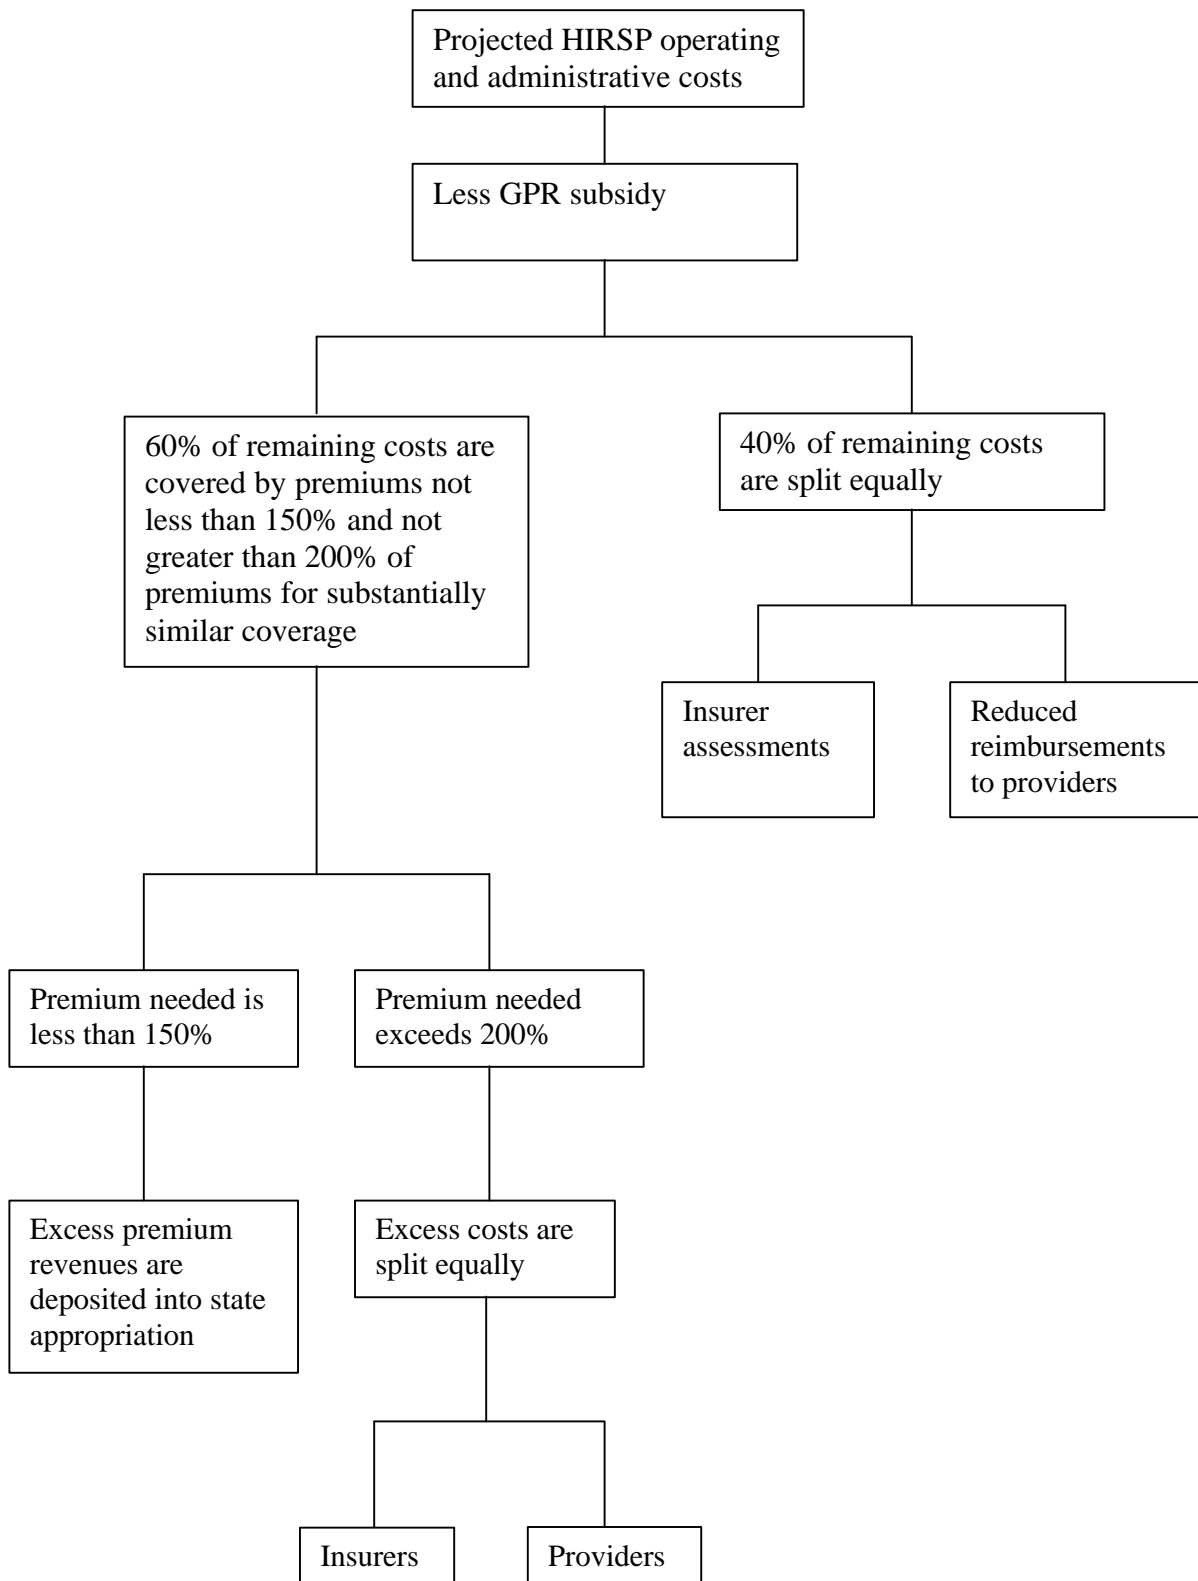 Projected HIRSP operating
and administrative costs
Less GPR subsidy
60% of remaining costs are
covered by premiums not
less than 150% and not
greater than 200% of
premiums for substantially
similar coverage
40% of remaining costs
are split equally
Insurer
assessments
Reduced
reimbursements
to providers
Premium needed is
less than 150%
Premium needed
exceeds 200%
Excess premium
revenues are
deposited into state
appropriation
Excess costs are
split equally
Insurers
Providers